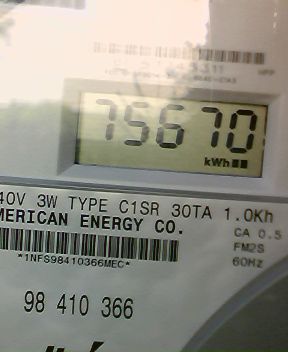 75670
kWh
40V 3W TYPE C1SR 30TA 1.0Kh
MERICAN ENERGY CO.
CA 0.5
FM2S
*1NFS98410366MEC*
60Hz
98 410 366